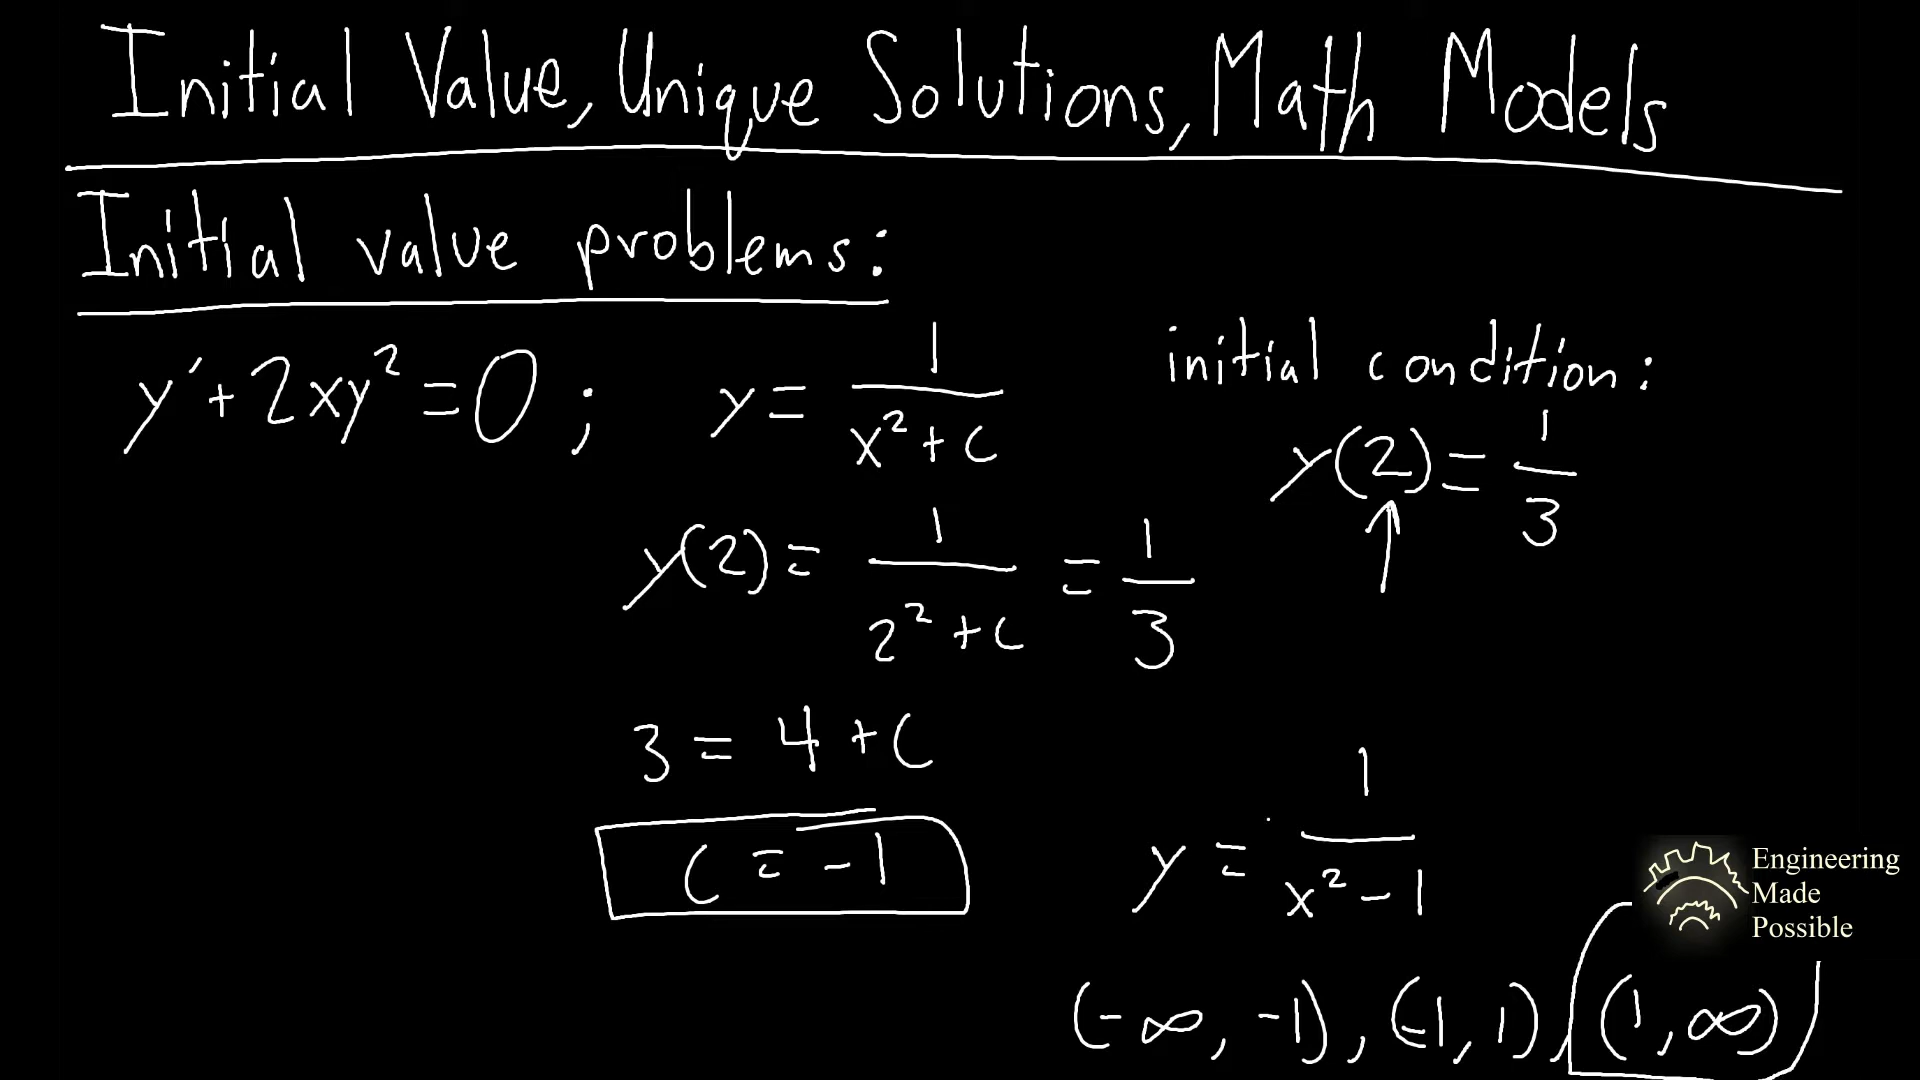 Initial Value, Unique Solutions, Math Models
Initial value problems:
y' + 2xy² = 0 ; y = 1/(x² + C)
initial condition:
y(2) = 1/3
y(2) = 1/(2² + C) = 1/3
3 = 4 + C
C = -1
y = 1/(x² - 1)
(-∞, -1), (-1, 1), (1, ∞)
Engineering
Made
Possible